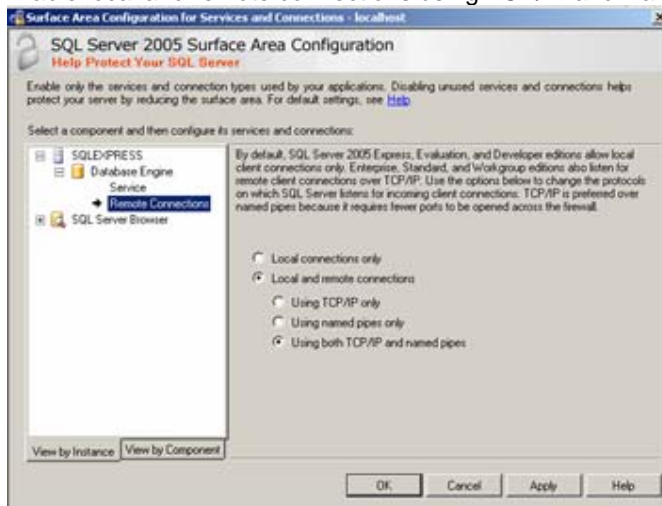 Surface Area Configuration for Services and Connections - localhost
SQL Server 2005 Surface Area Configuration
Help Protect Your SQL Server
Enable only the services and connection types used by your applications. Disabling unused services and connections helps
protect your server by reducing the surface area. For default settings, see Help.
Select a component and then configure its services and connections:
SQLEXPRESS
Database Engine
Service
Remote Connections
SQL Server Browser
By default, SQL Server 2005 Express, Evaluation, and Developer editions allow local
client connections only. Enterprise, Standard, and Workgroup editions also listen for
remote client connections over TCP/IP. Use the options below to change the protocols
on which SQL Server listens for incoming client connections. TCP/IP is preferred over
named pipes because it requires fewer ports to be opened across the firewall.
Local connections only
Local and remote connections
Using TCP/IP only
Using named pipes only
Using both TCP/IP and named pipes
View by Instance
View by Component
OK
Cancel
Apply
Help